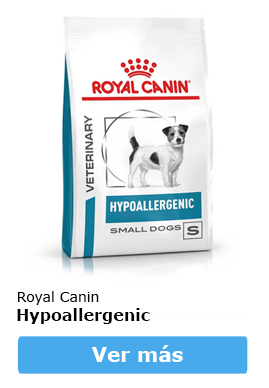 ROYAL CANIN
VETERINARY
HYPOALLERGENIC
SMALL DOGS S
Royal Canin
Hypoallergenic
Ver más